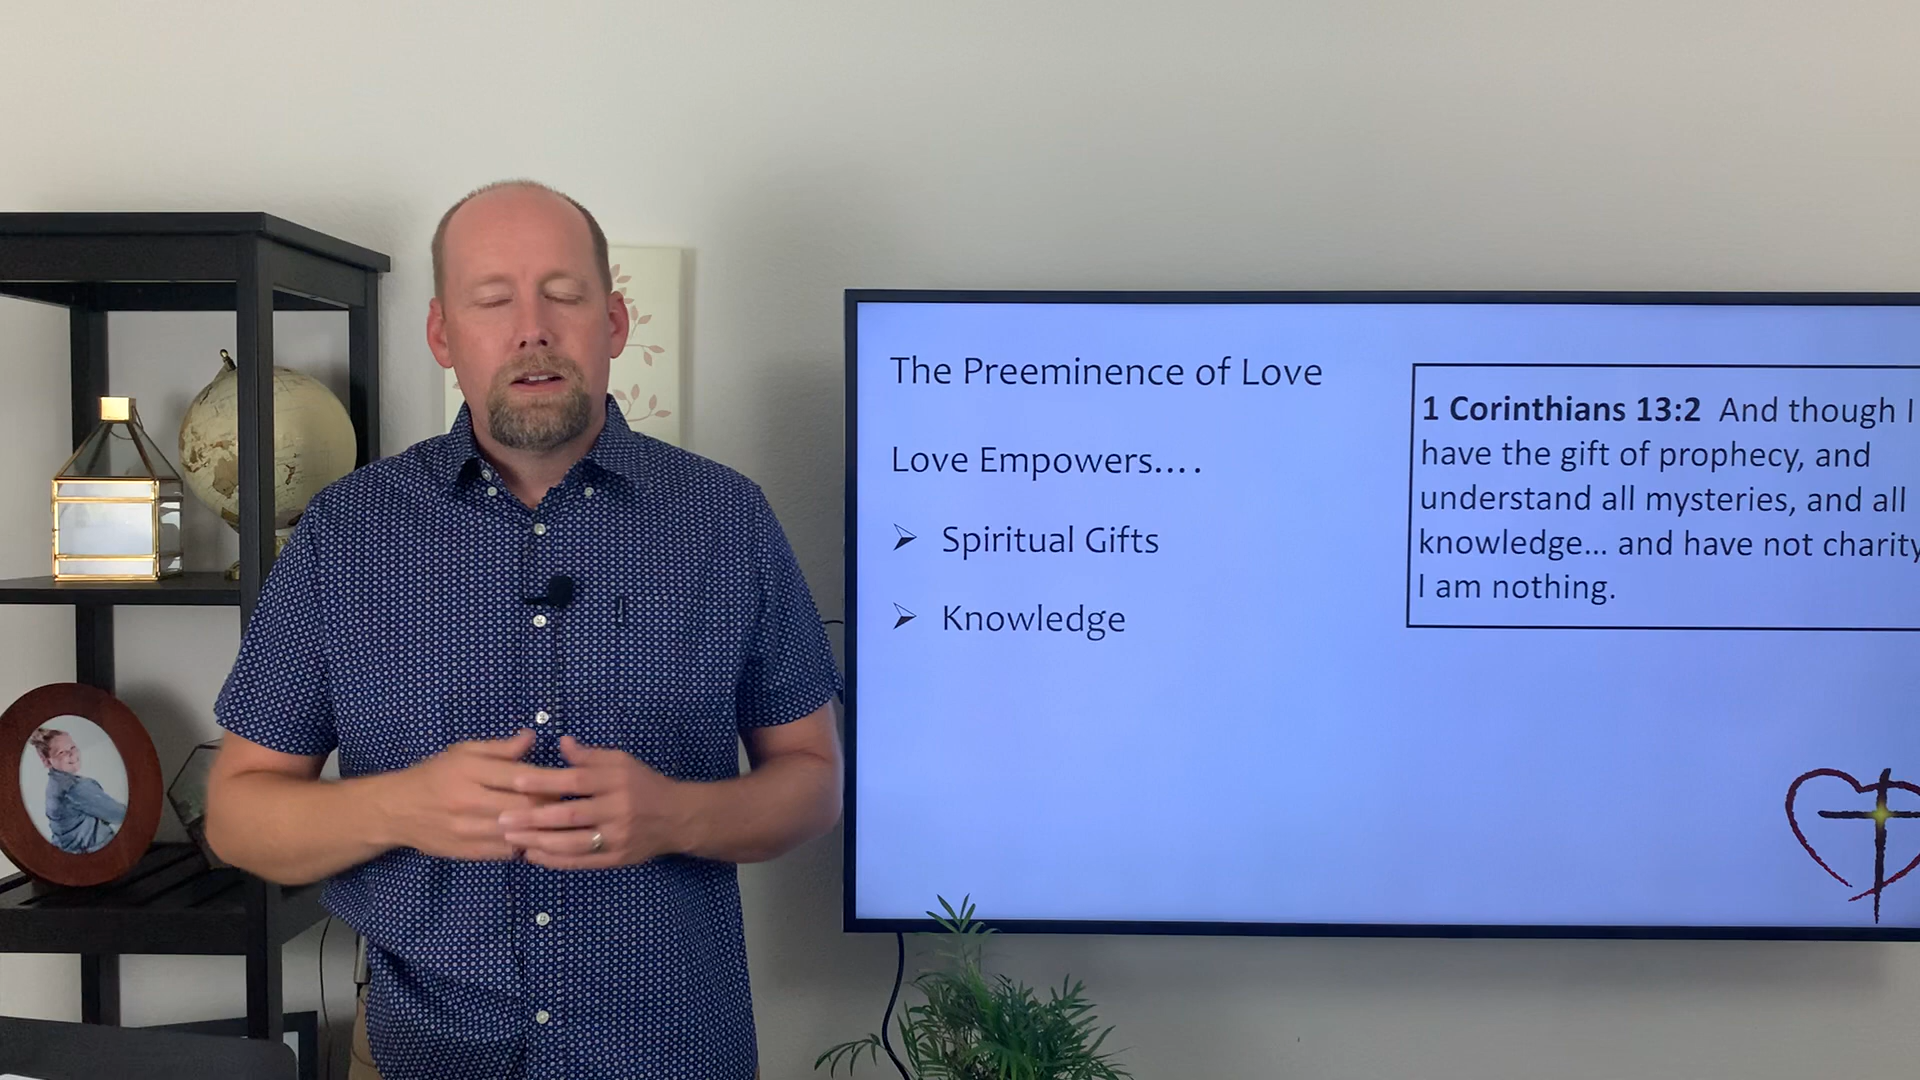 The Preeminence of Love
Love Empowers....
Spiritual Gifts
Knowledge
1 Corinthians 13:2 And though I
have the gift of prophecy, and
understand all mysteries, and all
knowledge... and have not charity
I am nothing.